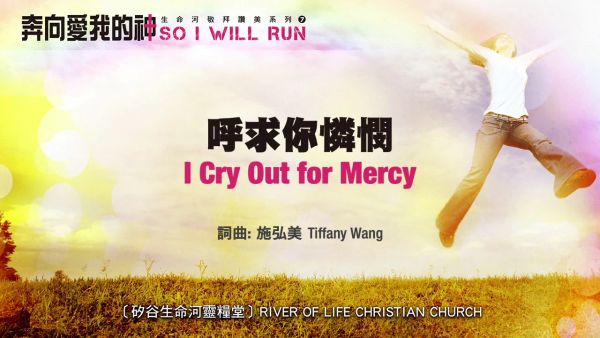 生命河敬拜讚美系列 7
奔向愛我的神 SO I WILL RUN
呼求你憐憫
I Cry Out for Mercy
詞曲: 施弘美 Tiffany Wang
〔矽谷生命河靈糧堂〕RIVER OF LIFE CHRISTIAN CHURCH